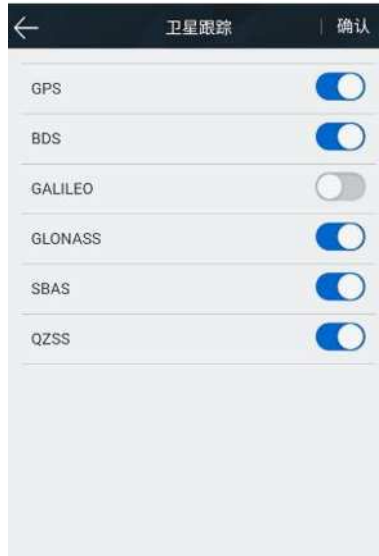 卫星跟踪 | 确认
GPS
BDS
GALILEO
GLONASS
SBAS
QZSS